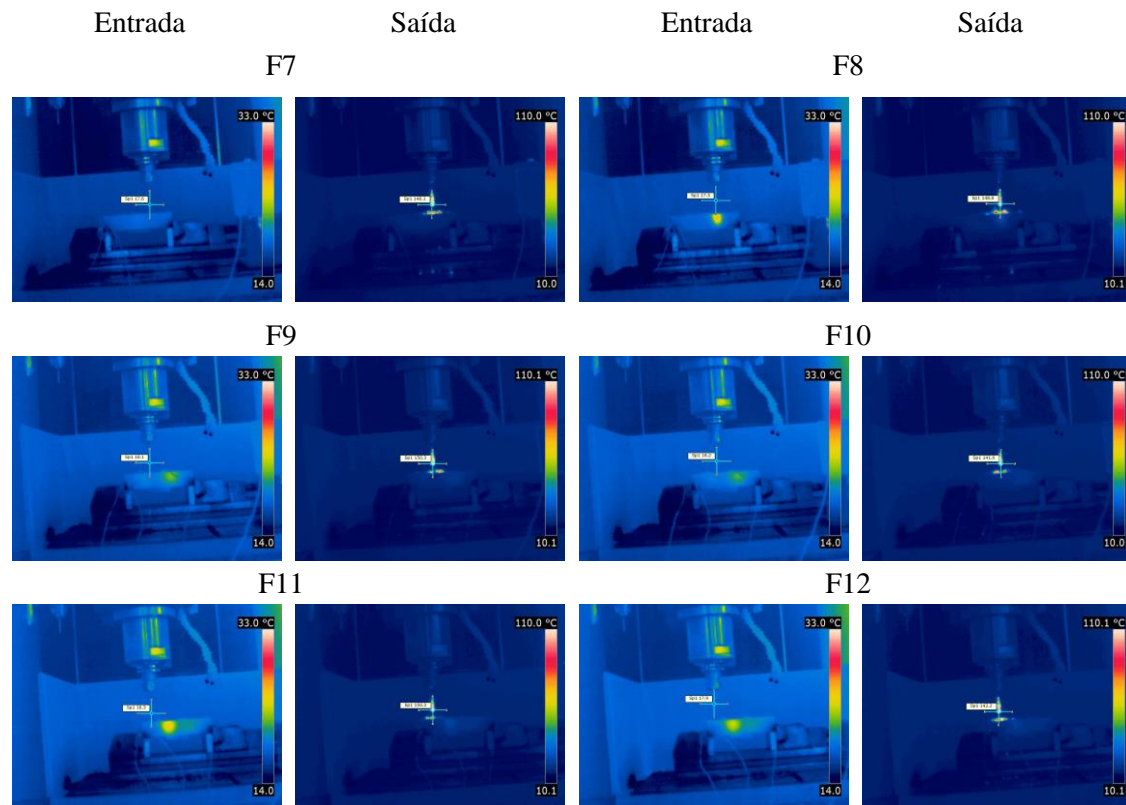 Entrada Saída Entrada Saída
F7 F8
33.0 °C 110.0 °C 33.0 °C 110.0 °C
14.0 10.0 14.0 10.1
F9 F10
33.0 °C 110.1 °C 33.0 °C 110.0 °C
14.0 10.1 14.0 10.0
F11 F12
33.0 °C 110.0 °C 33.0 °C 110.1 °C
14.0 10.1 14.0 10.1